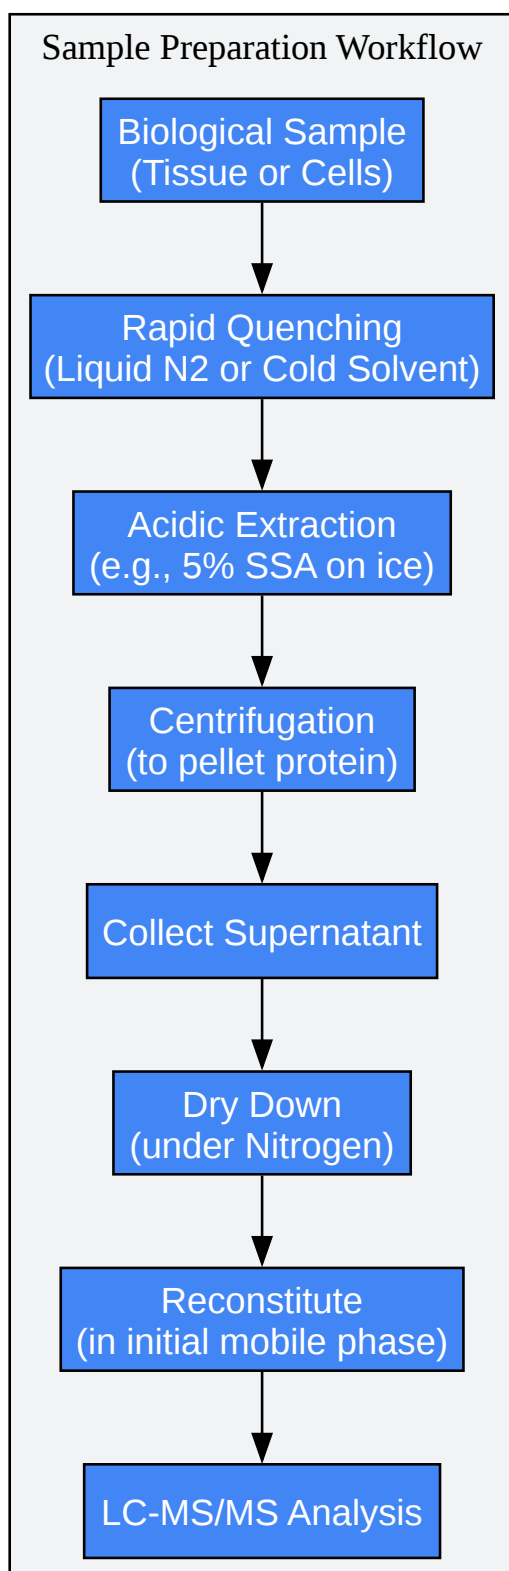 Sample Preparation Workflow
Biological Sample
(Tissue or Cells)
Rapid Quenching
(Liquid N2 or Cold Solvent)
Acidic Extraction
(e.g., 5% SSA on ice)
Centrifugation
(to pellet protein)
Collect Supernatant
Dry Down
(under Nitrogen)
Reconstitute
(in initial mobile phase)
LC-MS/MS Analysis